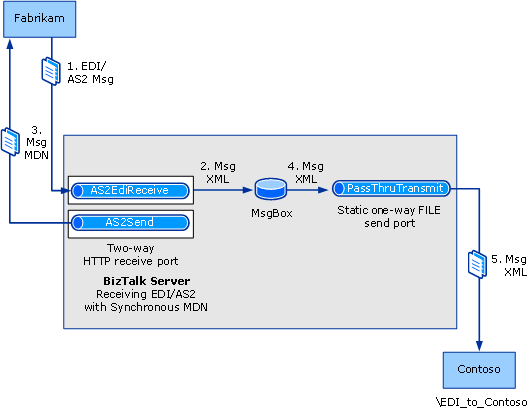 Fabrikam
1. EDI/
AS2 Msg
3.
Msg
MDN
AS2EdiReceive
2. Msg
XML
MsgBox
4. Msg
XML
PassThruTransmit
AS2Send
Static one-way FILE
send port
Two-way
HTTP receive port
BizTalk Server
Receiving EDI/AS2
with Synchronous MDN
5. Msg
XML
Contoso
\EDI_to_Contoso